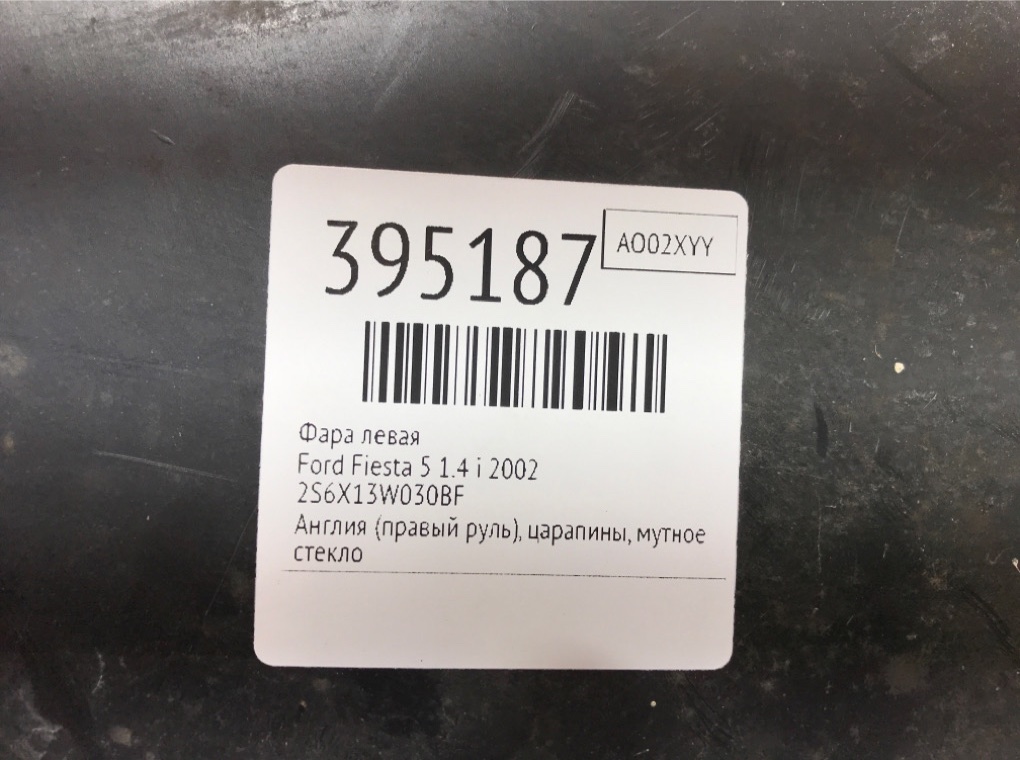 395187
AO02XYY
Фара левая
Ford Fiesta 5 1.4 i 2002
2S6X13W030BF
Англия (правый руль), царапины, мутное
стекло